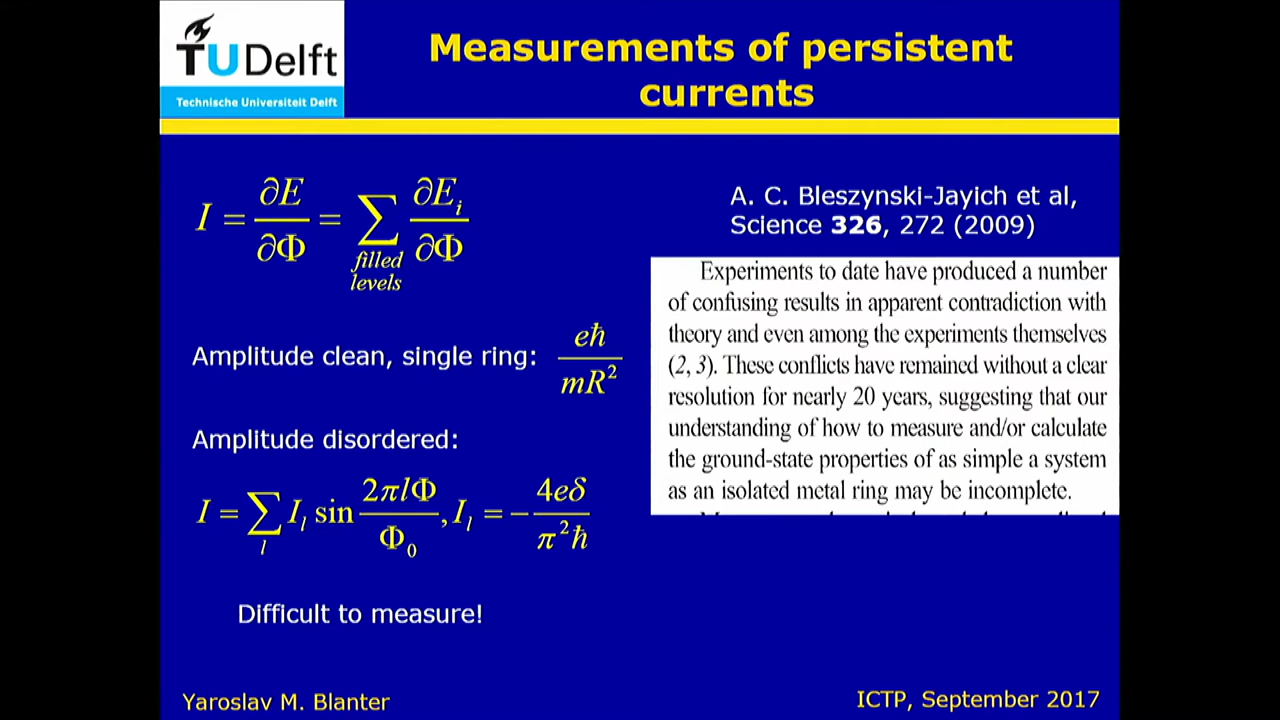 TU Delft
Technische Universiteit Delft
Measurements of persistent
currents
I = ∂E/∂Φ = ∑_{filled levels} ∂E_i/∂Φ
Amplitude clean, single ring: eħ/mR²
Amplitude disordered:
I = ∑_l I_l sin 2πlΦ/Φ_0, I_l = − 4eδ/π²ħ
Difficult to measure!
A. C. Bleszynski-Jayich et al,
Science 326, 272 (2009)
Experiments to date have produced a number
of confusing results in apparent contradiction with
theory and even among the experiments themselves
(2, 3). These conflicts have remained without a clear
resolution for nearly 20 years, suggesting that our
understanding of how to measure and/or calculate
the ground-state properties of as simple a system
as an isolated metal ring may be incomplete.
Yaroslav M. Blanter
ICTP, September 2017